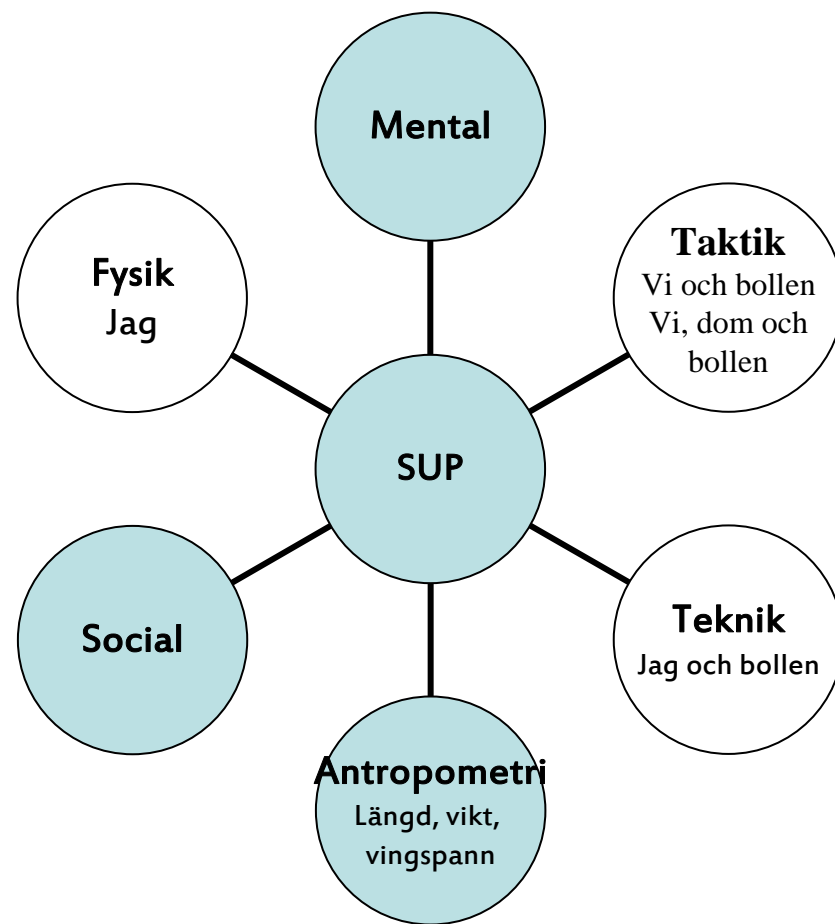 Mental
Fysik
Jag
Taktik
Vi och bollen
Vi, dom och
bollen
SUP
Social
Teknik
Jag och bollen
Antropometri
Längd, vikt,
vingspann